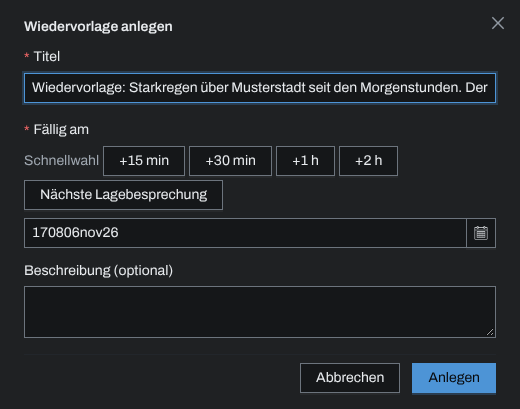 Wiedervorlage anlegen
* Titel
Wiedervorlage: Starkregen über Musterstadt seit den Morgenstunden. Der
* Fällig am
Schnellwahl +15 min +30 min +1 h +2 h
Nächste Lagebesprechung
170806nov26
Beschreibung (optional)
Abbrechen Anlegen